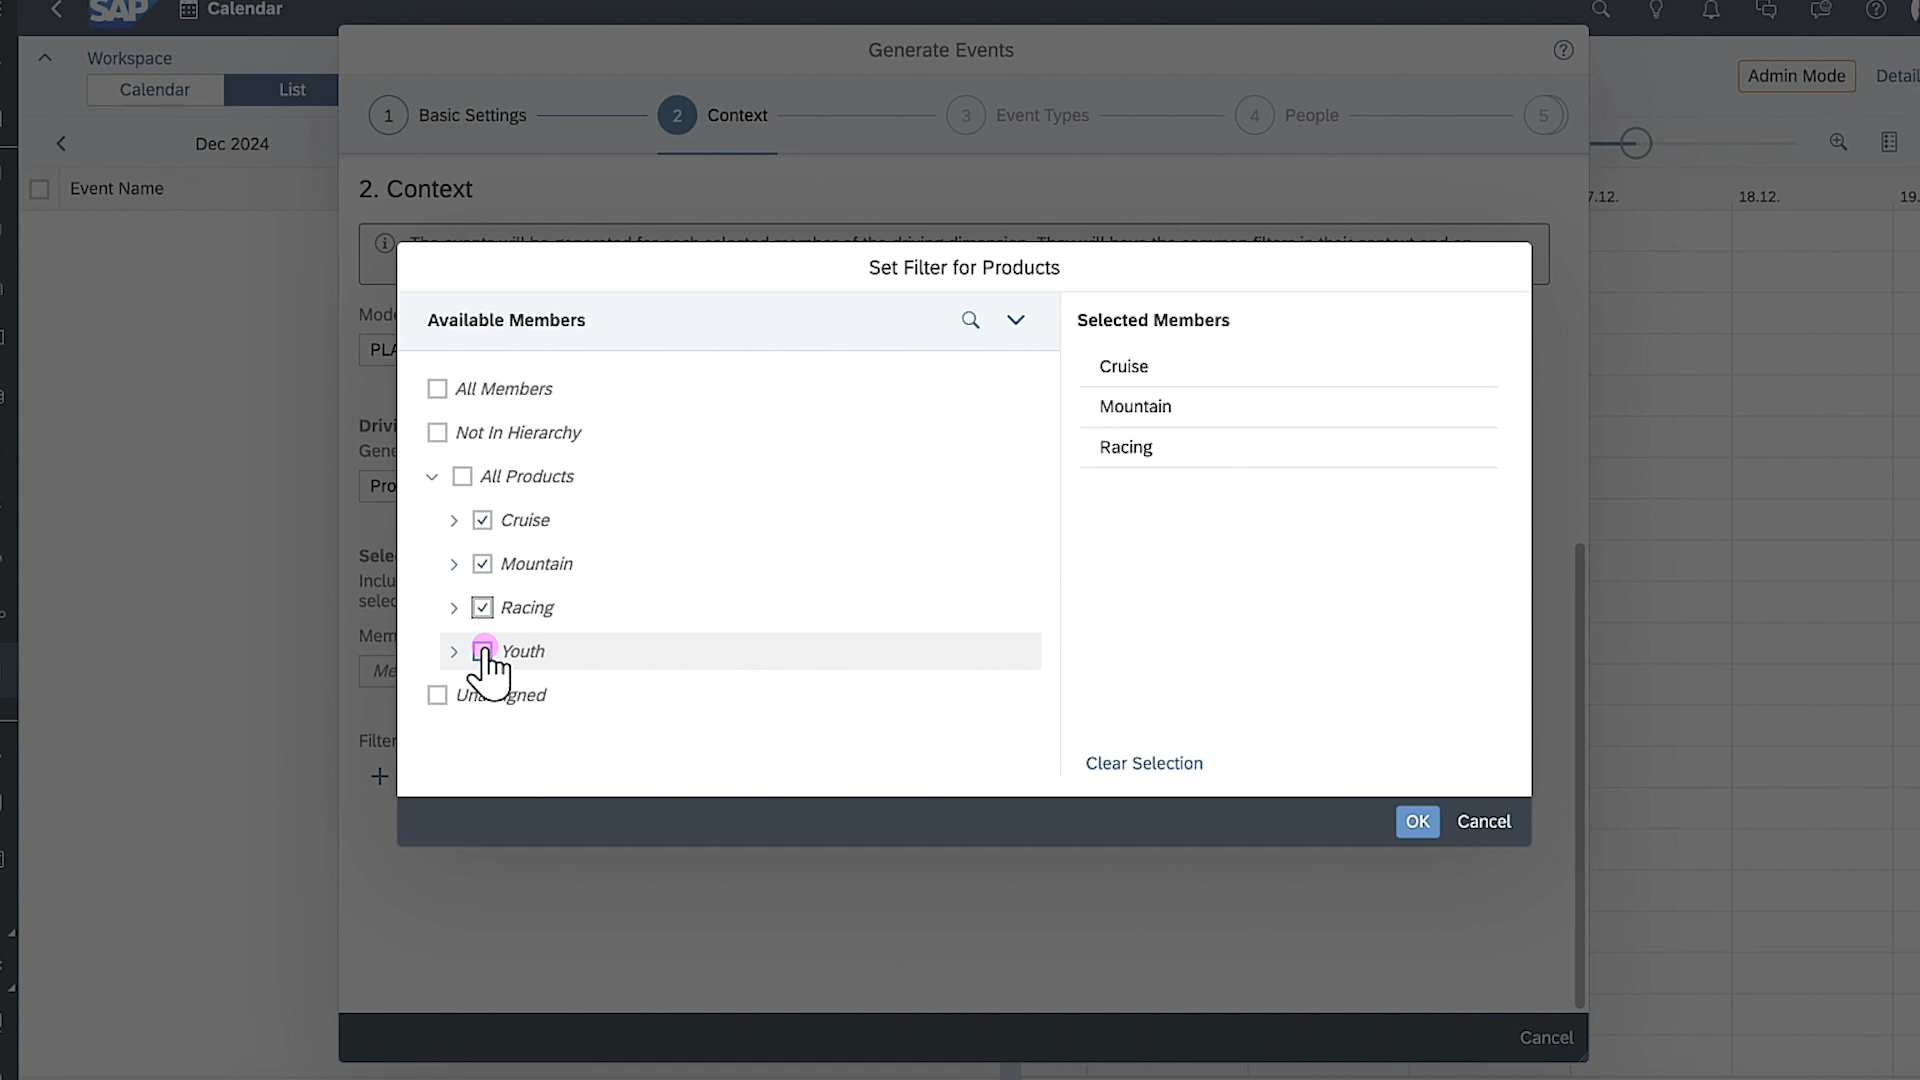 SAP Calendar
Generate Events
Workspace
Calendar List
Admin Mode
1 Basic Settings 2 Context 3 Event Types 4 People 5
Dec 2024
Event Name
18.12.
2. Context
Set Filter for Products
Available Members
Selected Members
All Members
Not In Hierarchy
All Products
Cruise
Mountain
Racing
Youth
Cruise
Mountain
Racing
Clear Selection
OK Cancel
Cancel